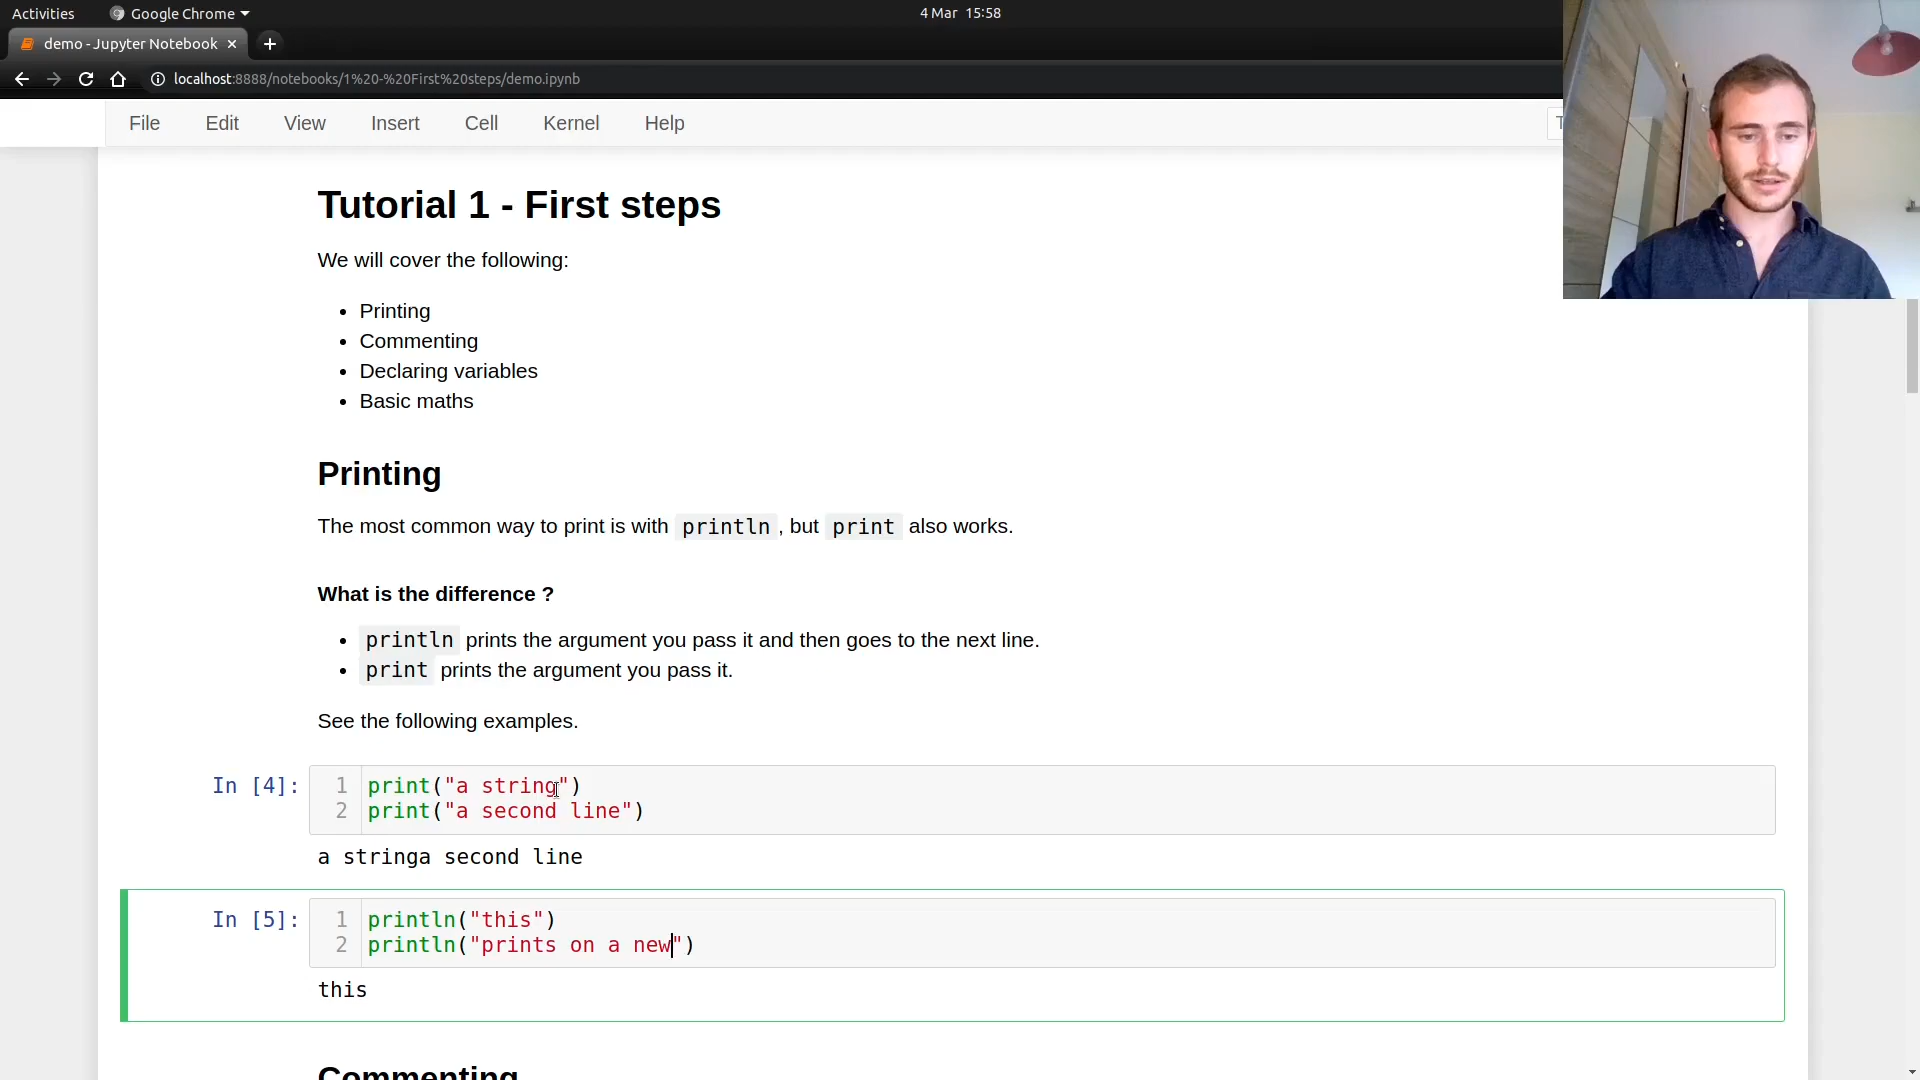 Activities Google Chrome 4 Mar 15:58
demo - Jupyter Notebook
localhost:8888/notebooks/1%20-%20First%20steps/demo.ipynb
File Edit View Insert Cell Kernel Help T
Tutorial 1 - First steps
We will cover the following:
• Printing
• Commenting
• Declaring variables
• Basic maths
Printing
The most common way to print is with println, but print also works.
What is the difference ?
• println prints the argument you pass it and then goes to the next line.
• print prints the argument you pass it.
See the following examples.
In [4]: 1 print("a string")
2 print("a second line")
a stringa second line
In [5]: 1 println("this")
2 println("prints on a new")
this
Commenting